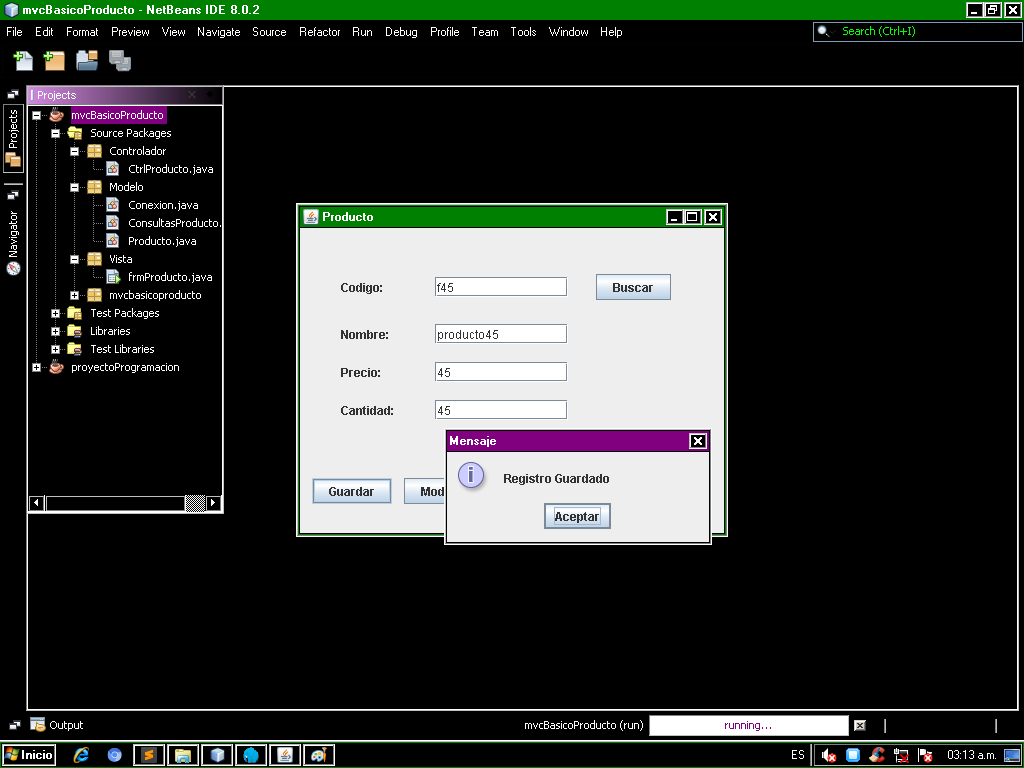 mvcBasicoProducto - NetBeans IDE 8.0.2
File Edit Format Preview View Navigate Source Refactor Run Debug Profile Team Tools Window Help
Search (Ctrl+I)
Projects
Projects
Navigator
mvcBasicoProducto
Source Packages
Controlador
CtrlProducto.java
Modelo
Conexion.java
ConsultasProducto.
Producto.java
Vista
frmProducto.java
mvcbasicoproducto
Test Packages
Libraries
Test Libraries
proyectoProgramacion
Producto
Codigo: f45 Buscar
Nombre: producto45
Precio: 45
Cantidad: 45
Guardar Mod
Mensaje
Registro Guardado
Aceptar
Output
mvcBasicoProducto (run) running...
Inicio
ES 03:13 a.m.